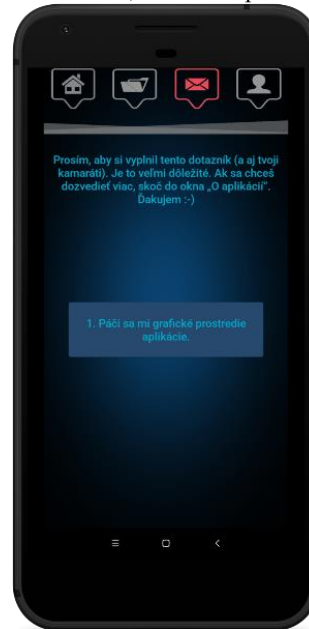 Prosím, aby si vyplnil tento dotazník (a aj tvoji
kamaráti). Je to veľmi dôležité. Ak sa chceš
dozvedieť viac, skoč do okna „O aplikácií".
Ďakujem :-)
1. Páči sa mi grafické prostredie
aplikácie.